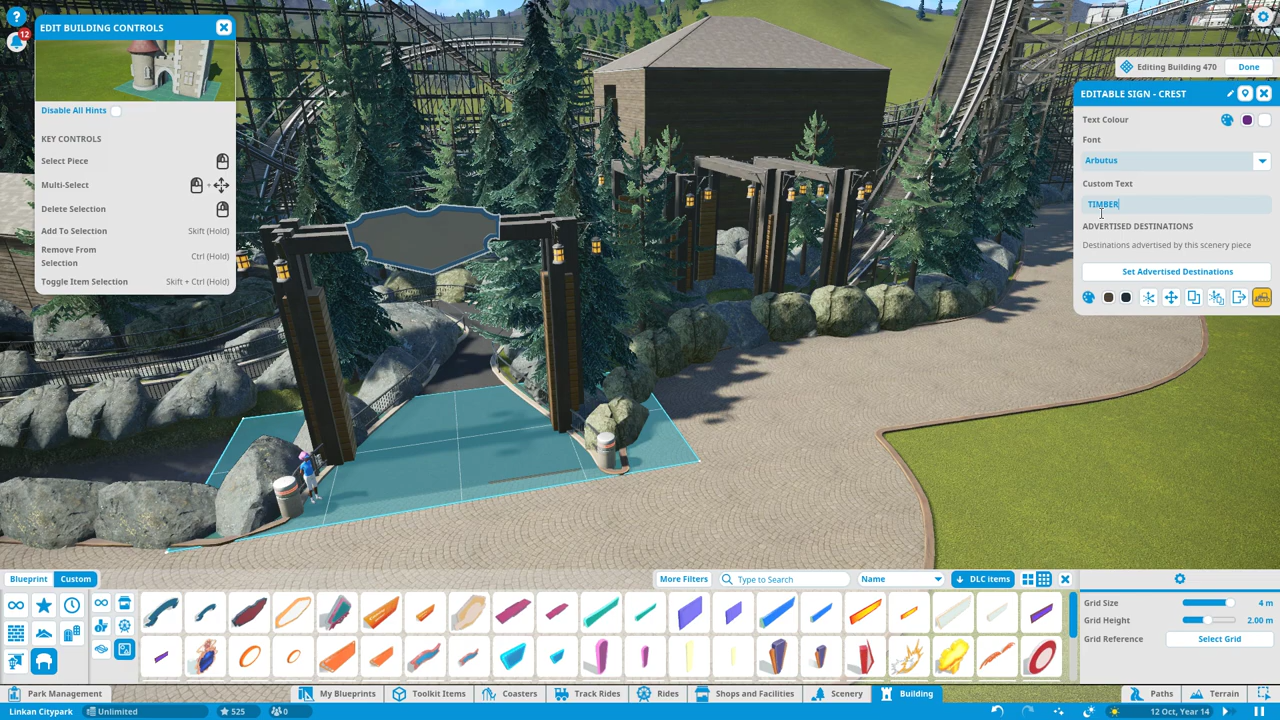 ?
12
EDIT BUILDING CONTROLS
Disable All Hints
KEY CONTROLS
Select Piece
Multi-Select
Delete Selection
Add To Selection Skift (Hold)
Remove From
Selection Ctrl (Hold)
Toggle Item Selection Skift + Ctrl (Hold)
Editing Building 470 Done
EDITABLE SIGN - CREST
Text Colour
Font
Arbutus
Custom Text
TIMBER
ADVERTISED DESTINATIONS
Destinations advertised by this scenery piece
Set Advertised Destinations
Blueprint Custom More Filters Type to Search Name DLC items
Grid Size 4 m
Grid Height 2.00 m
Grid Reference Select Grid
Park Management My Blueprints Toolkit Items Coasters Track Rides Rides Shops and Facilities Scenery Building Paths Terrain
Linkan Citypark Unlimited 525 0 12 Oct, Year 14